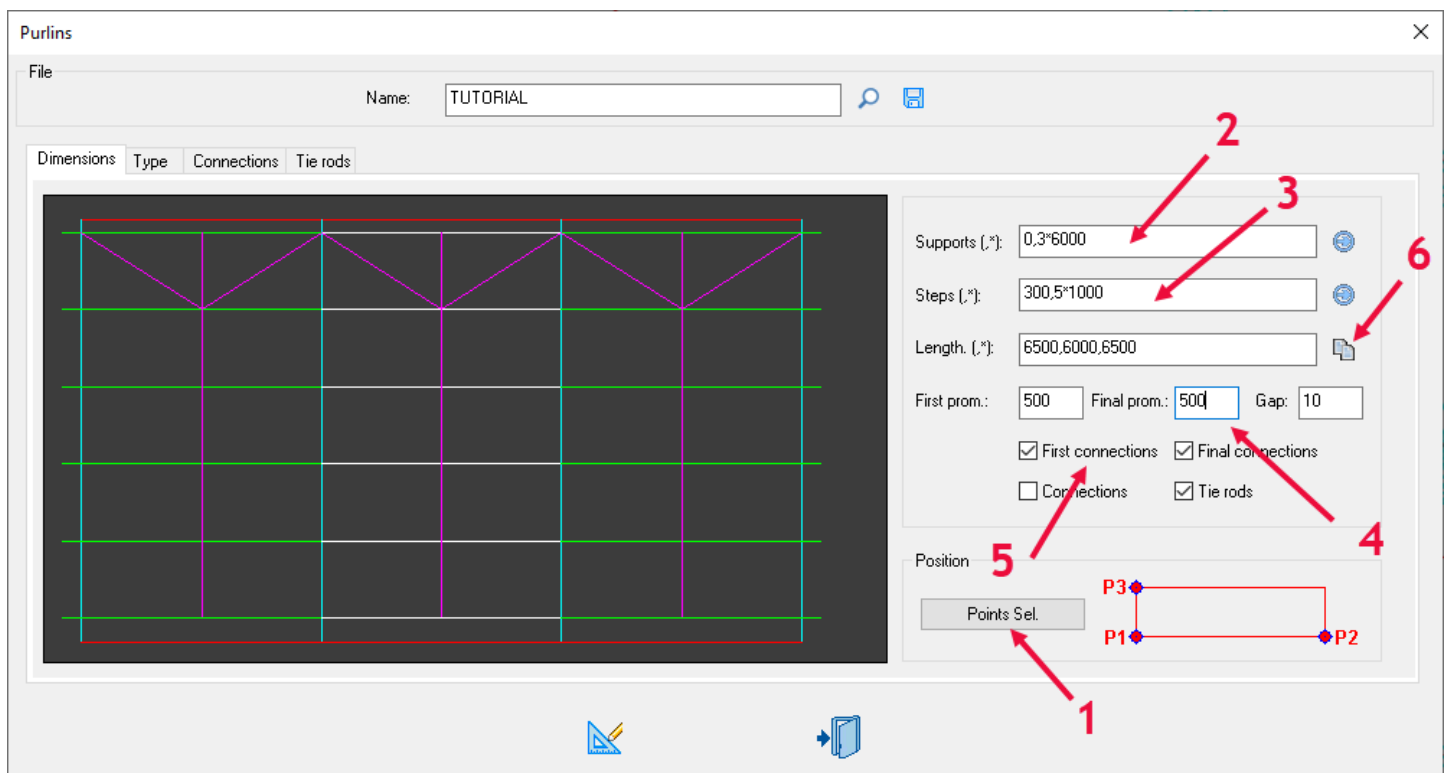 Purlins
File
Name: TUTORIAL
2
Dimensions Type Connections Tie rods
3
Supports (,*): 0,3*6000
6
Steps (,*): 300,5*1000
Length. (,*): 6500,6000,6500
First prom.: 500 Final prom.: 500 Gap: 10
First connections Final connections
Connections Tie rods
4
5
Position
P3
Points Sel.
P1 P2
1